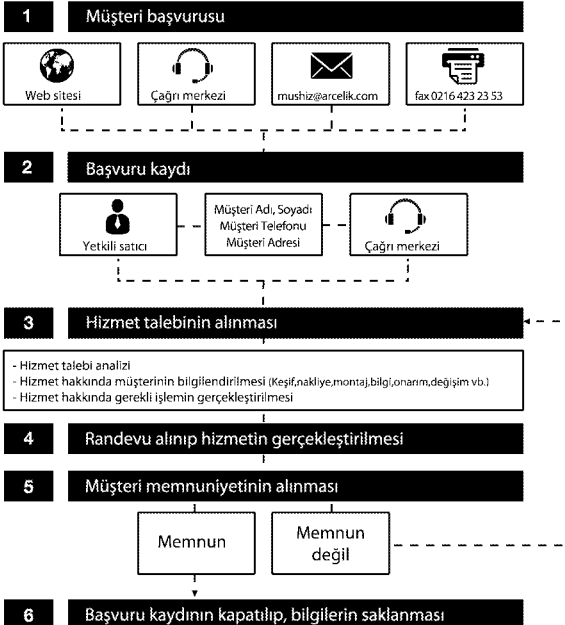 1 Müşteri başvurusu
Web sitesi
Çağrı merkezi
mushiz@arcelik.com
fax 0216 423 23 53
2 Başvuru kaydı
Yetkili satıcı
Müşteri Adı, Soyadı
Müşteri Telefonu
Müşteri Adresi
Çağrı merkezi
3 Hizmet talebinin alınması
- Hizmet talebi analizi
- Hizmet hakkında müşterinin bilgilendirilmesi (Keşif,nakliye,montaj,bilgi,onarım,değişim vb.)
- Hizmet hakkında gerekli işlemin gerçekleştirilmesi
4 Randevu alınıp hizmetin gerçekleştirilmesi
5 Müşteri memnuniyetinin alınması
Memnun
Memnun
değil
6 Başvuru kaydının kapatılıp, bilgilerin saklanması